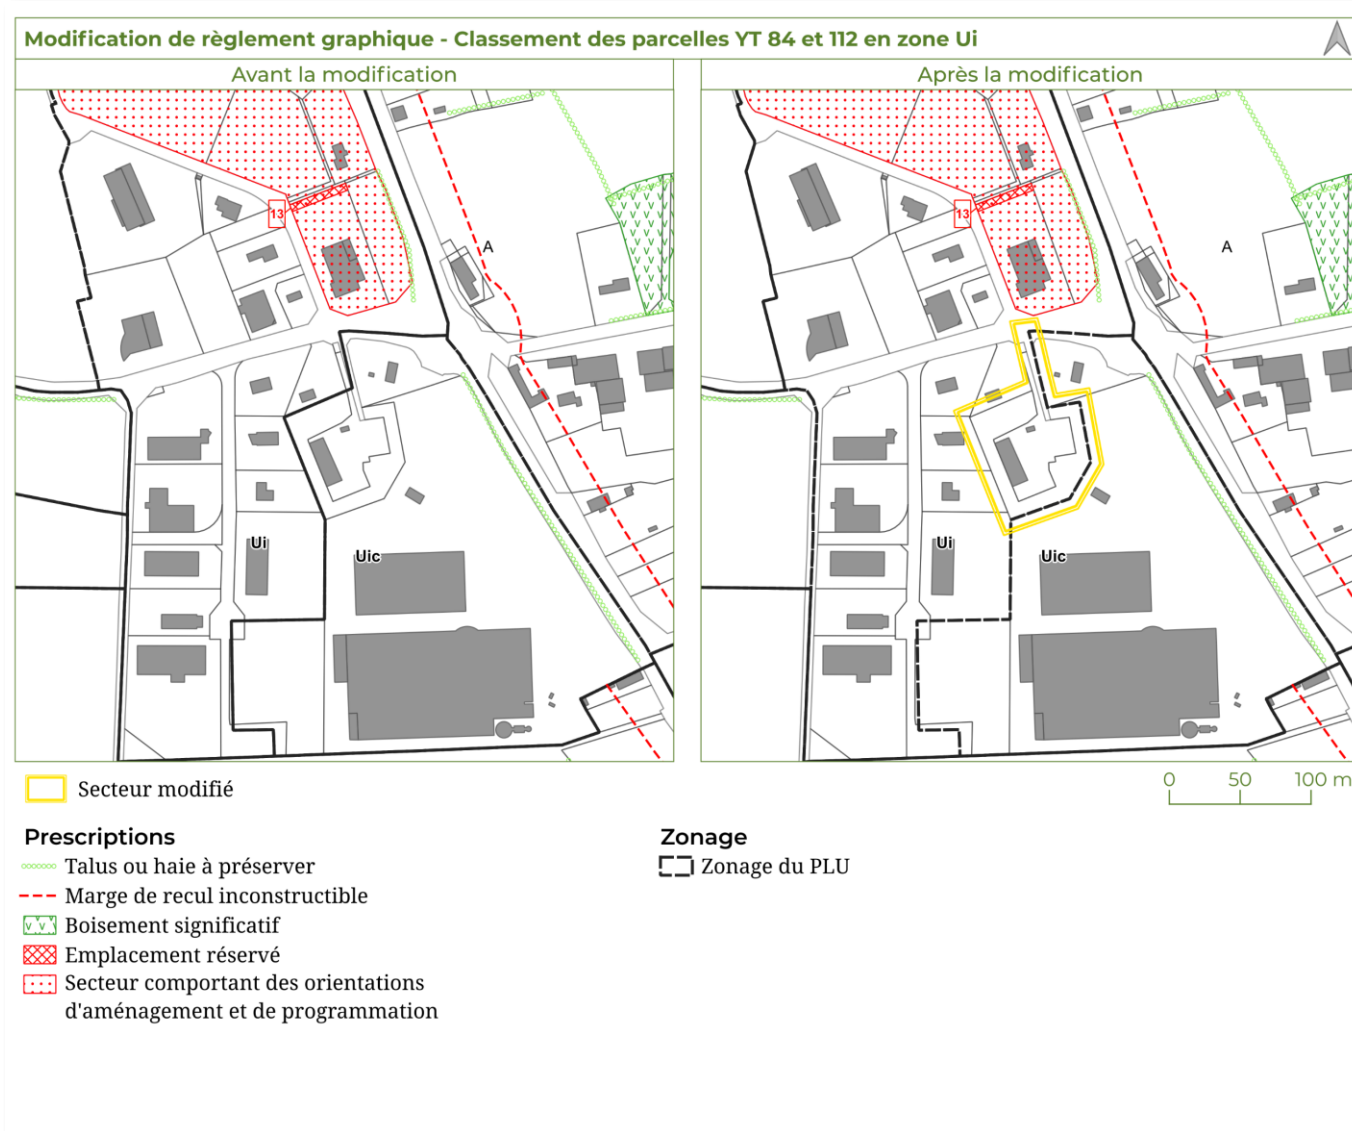 Modification de règlement graphique - Classement des parcelles YT 84 et 112 en zone Ui
Avant la modification
Après la modification
13
A
Ui
Uic
13
A
Ui
Uic
Secteur modifié
0 50 100 m
Prescriptions
Talus ou haie à préserver
Marge de recul inconstructible
Boisement significatif
Emplacement réservé
Secteur comportant des orientations
d'aménagement et de programmation
Zonage
Zonage du PLU